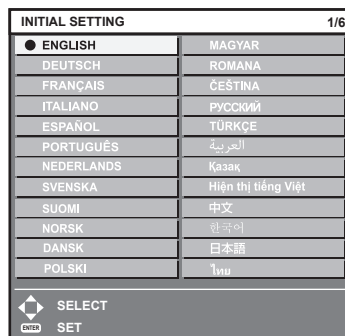 INITIAL SETTING 1/6
ENGLISH
DEUTSCH
FRANÇAIS
ITALIANO
ESPAÑOL
PORTUGUÊS
NEDERLANDS
SVENSKA
SUOMI
NORSK
DANSK
POLSKI
MAGYAR
ROMANA
ČEŠTINA
РУССКИЙ
TÜRKÇE
العربية
Қазақ
Hiện thị tiếng Việt
中文
한국어
日本語
ไทย
SELECT
ENTER SET